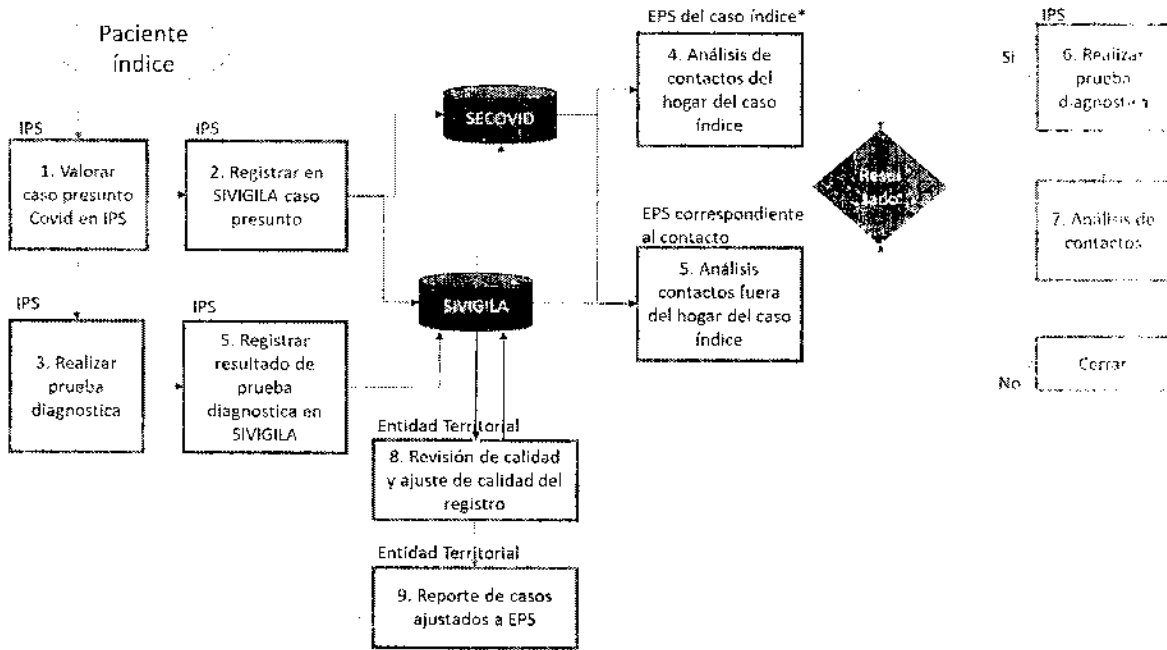 Paciente
índice
IPS
1. Valorar
caso presunto
Covid en IPS
IPS
2. Registrar en
SIVIGILA caso
presunto
SECOVID
EPS del caso índice*
4. Análisis de
contactos del
hogar del caso
índice
IPS
Si
6. Realizar
prueba
diagnostica
7. Análisis de
contactos
EPS correspondiente
al contacto
5. Análisis
contactos fuera
del hogar del caso
índice
SIVIGILA
IPS
3. Realizar
prueba
diagnostica
IPS
5. Registrar
resultado de
prueba
diagnostica en
SIVIGILA
No
Cerrar
Entidad Territorial
8. Revisión de calidad
y ajuste de calidad del
registro
Entidad Territorial
9. Reporte de casos
ajustados a EPS